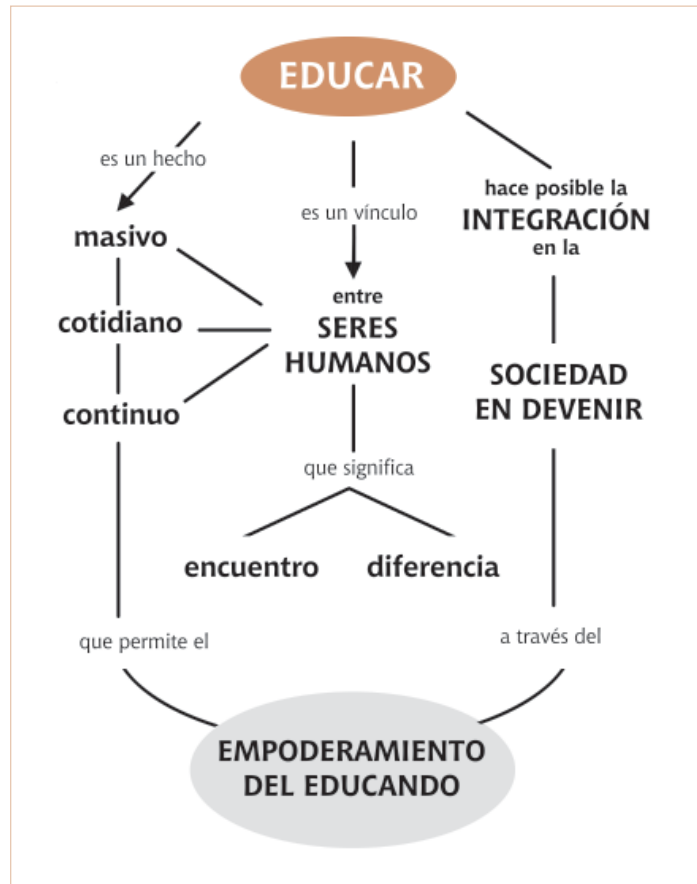 EDUCAR
es un hecho
masivo
cotidiano
continuo
que permite el
es un vínculo
entre
SERES
HUMANOS
que significa
encuentro
diferencia
hace posible la
INTEGRACIÓN
en la
SOCIEDAD
EN DEVENIR
a través del
EMPODERAMIENTO
DEL EDUCANDO